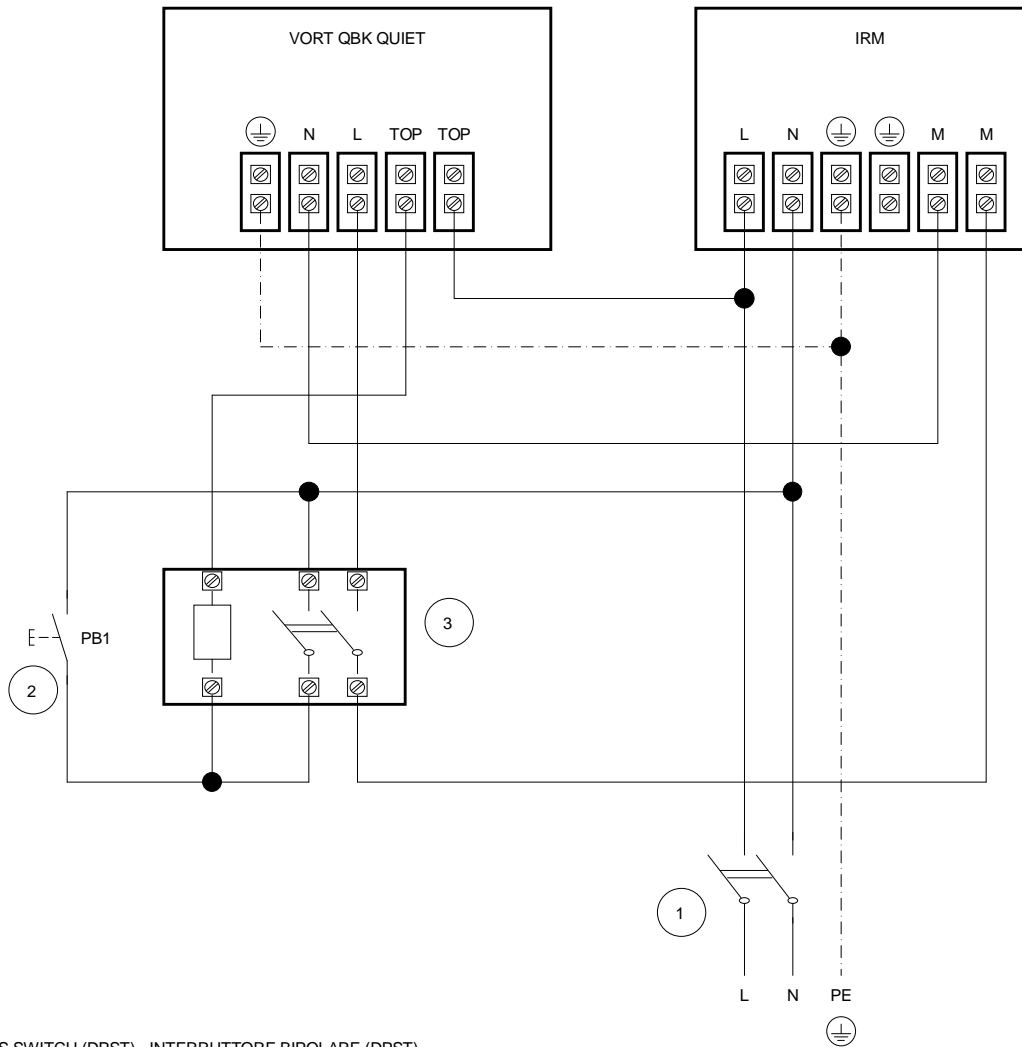 VORT QBK QUIET
IRM
N L TOP TOP
L N M M
3
PB1
2
1
L N PE
S SWITCH (DPST) - INTERRUTTORE BIPOLARE (DPST)